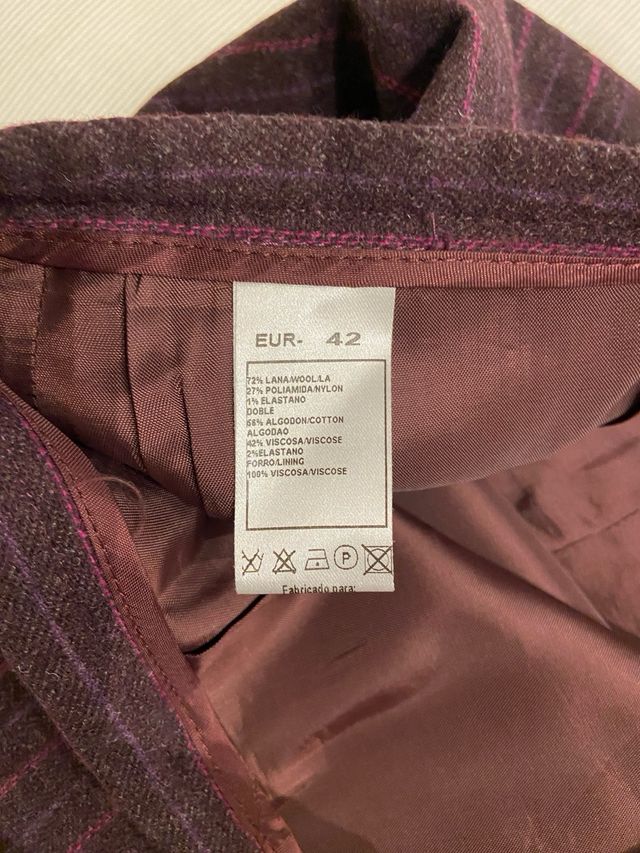 EUR- 42
72% LANA/WOOL/LA
27% POLIAMIDA/NYLON
1% ELASTANO
DOBLE
58% ALGODON/COTTON
ALGODAO
42% VISCOSA/VISCOSE
2%ELASTANO
FORRO/LINING
100% VISCOSA/VISCOSE
P
Fabricado para: